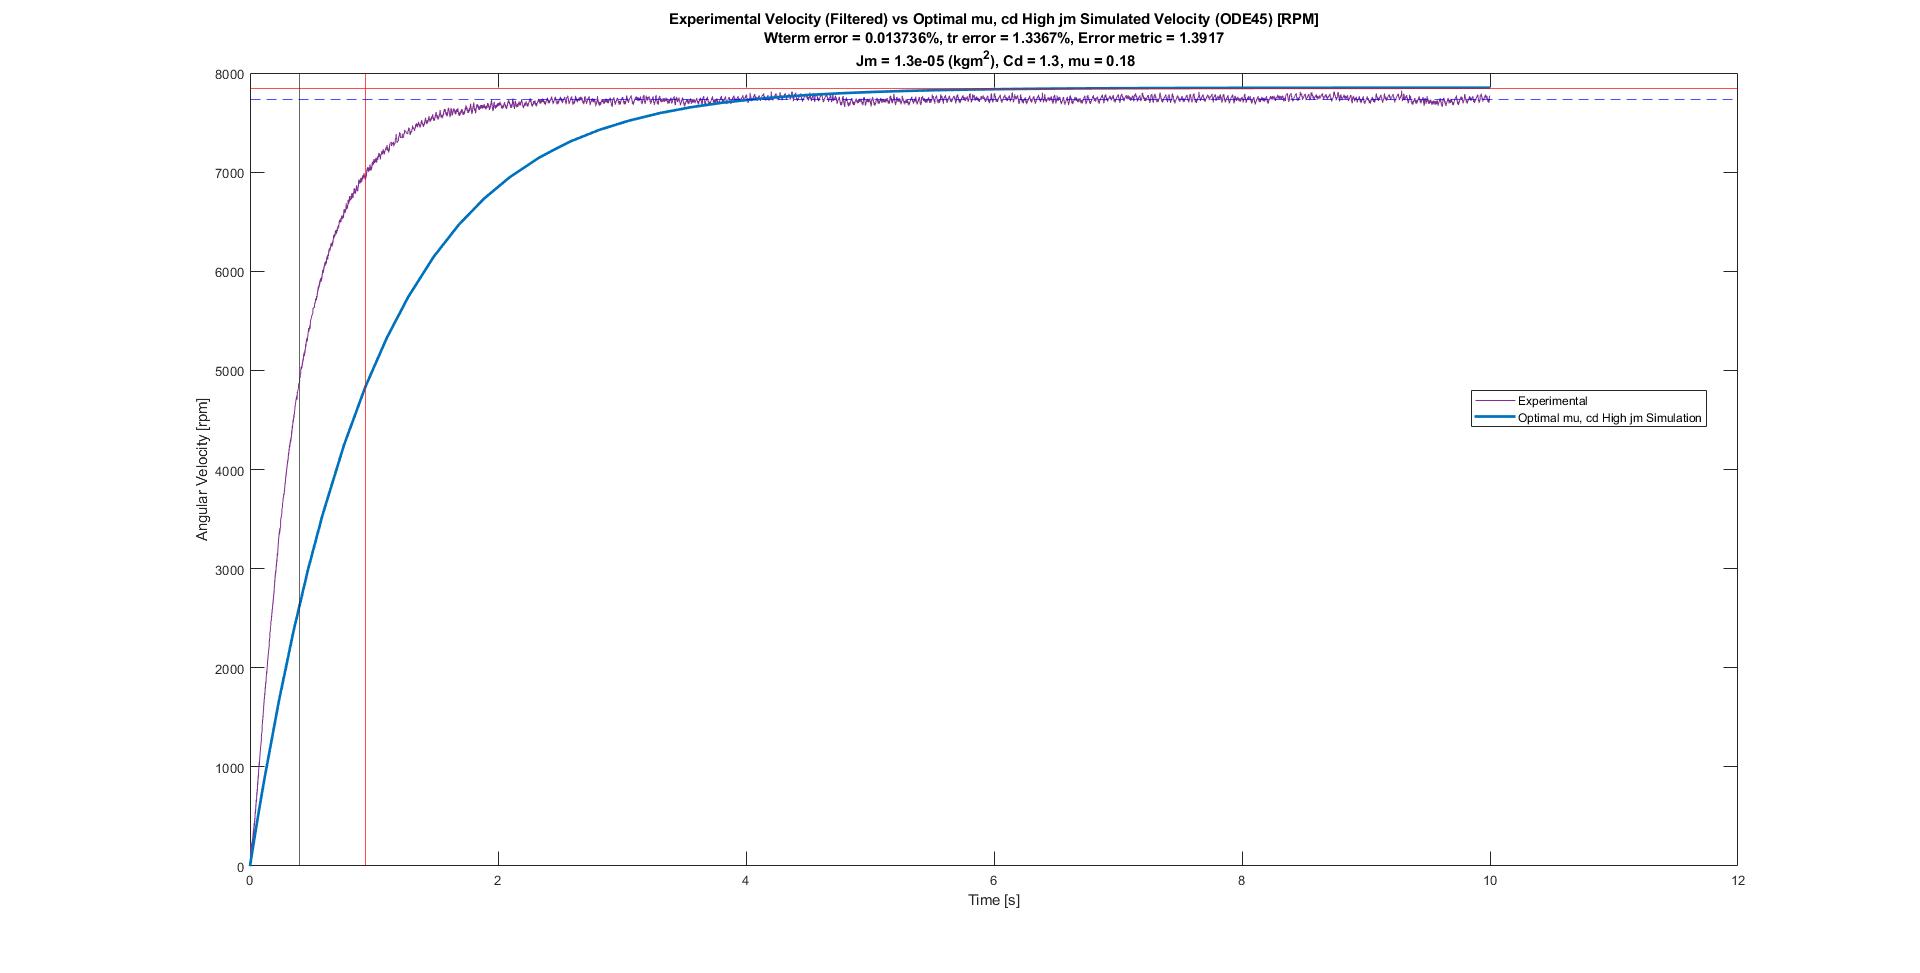 Experimental Velocity (Filtered) vs Optimal mu, cd High jm Simulated Velocity (ODE45) [RPM]
Wterm error = 0.013736%, tr error = 1.3367%, Error metric = 1.3917
Jm = 1.3e-05 (kgm²), Cd = 1.3, mu = 0.18
8000
7000
6000
5000
4000
3000
2000
1000
0
Angular Velocity [rpm]
Experimental
Optimal mu, cd High jm Simulation
0 2 4 6 8 10 12
Time [s]